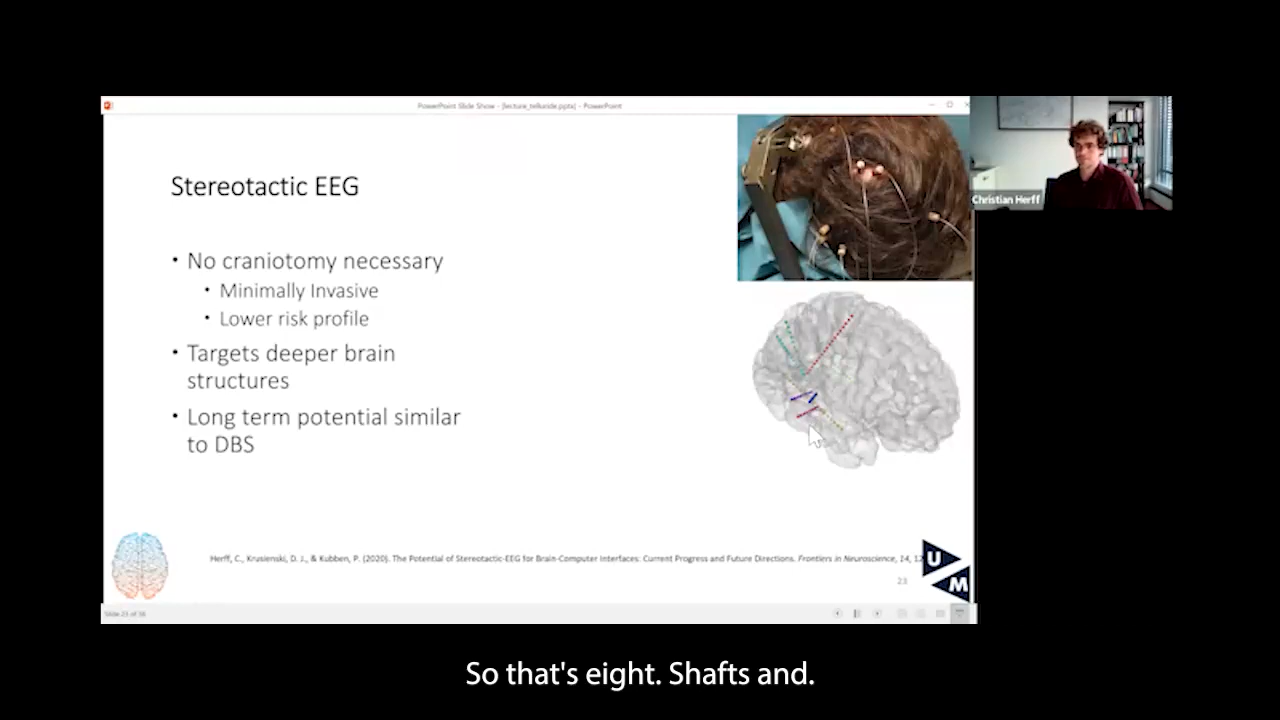 PowerPoint Slide Show - [lecture_telluride.pptx] - PowerPoint
Stereotactic EEG
• No craniotomy necessary
• Minimally Invasive
• Lower risk profile
• Targets deeper brain
structures
• Long term potential similar
to DBS
Christian Herff
Herff, C., Krusienski, D. J., & Kubben, P. (2020). The Potential of Stereotactic-EEG for Brain-Computer Interfaces: Current Progress and Future Directions. Frontiers in Neuroscience, 14,
U
M
23
So that's eight. Shafts and.